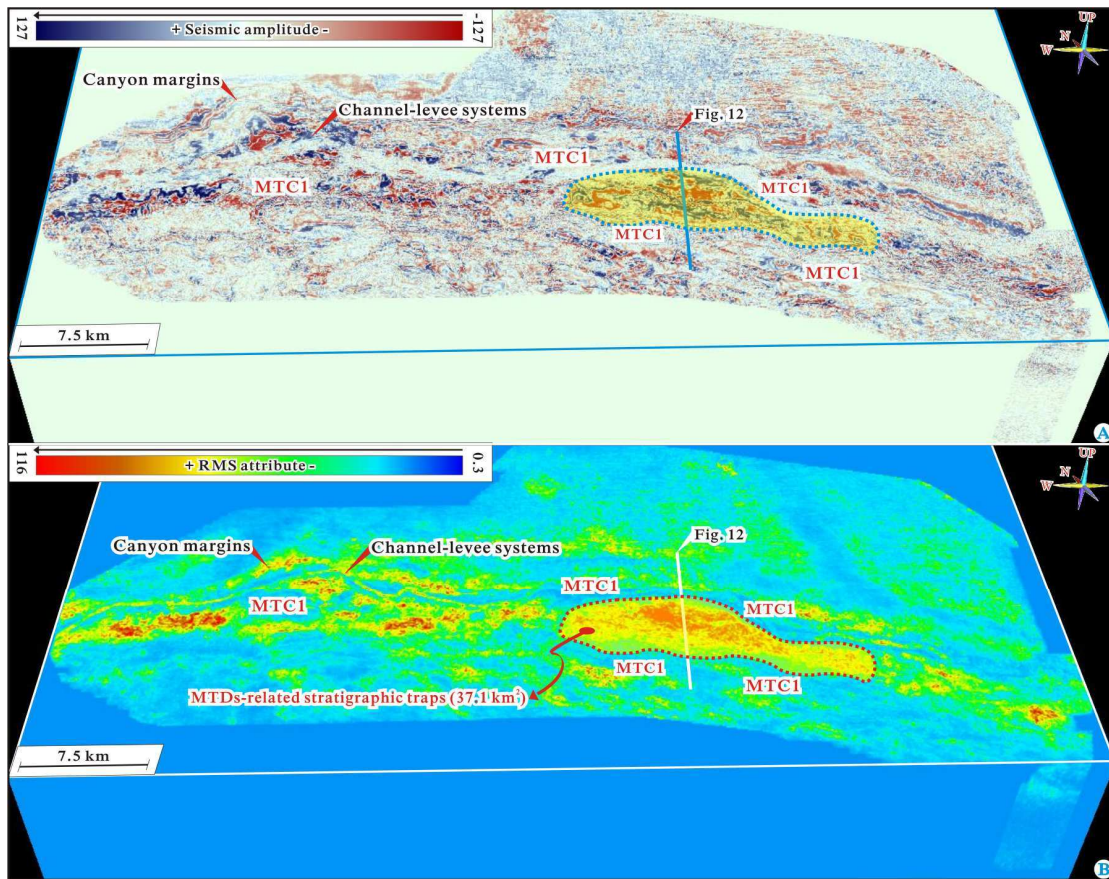 127
+ Seismic amplitude -
-127
UP
N
W
Canyon margins
Channel-levee systems
Fig. 12
MTC1
MTC1
MTC1
MTC1
MTC1
7.5 km
A
116
+ RMS attribute -
0.3
UP
N
W
Fig. 12
Canyon margins
Channel-levee systems
MTC1
MTC1
MTC1
MTC1
MTC1
MTDs-related stratigraphic traps (37.1 km²)
7.5 km
B